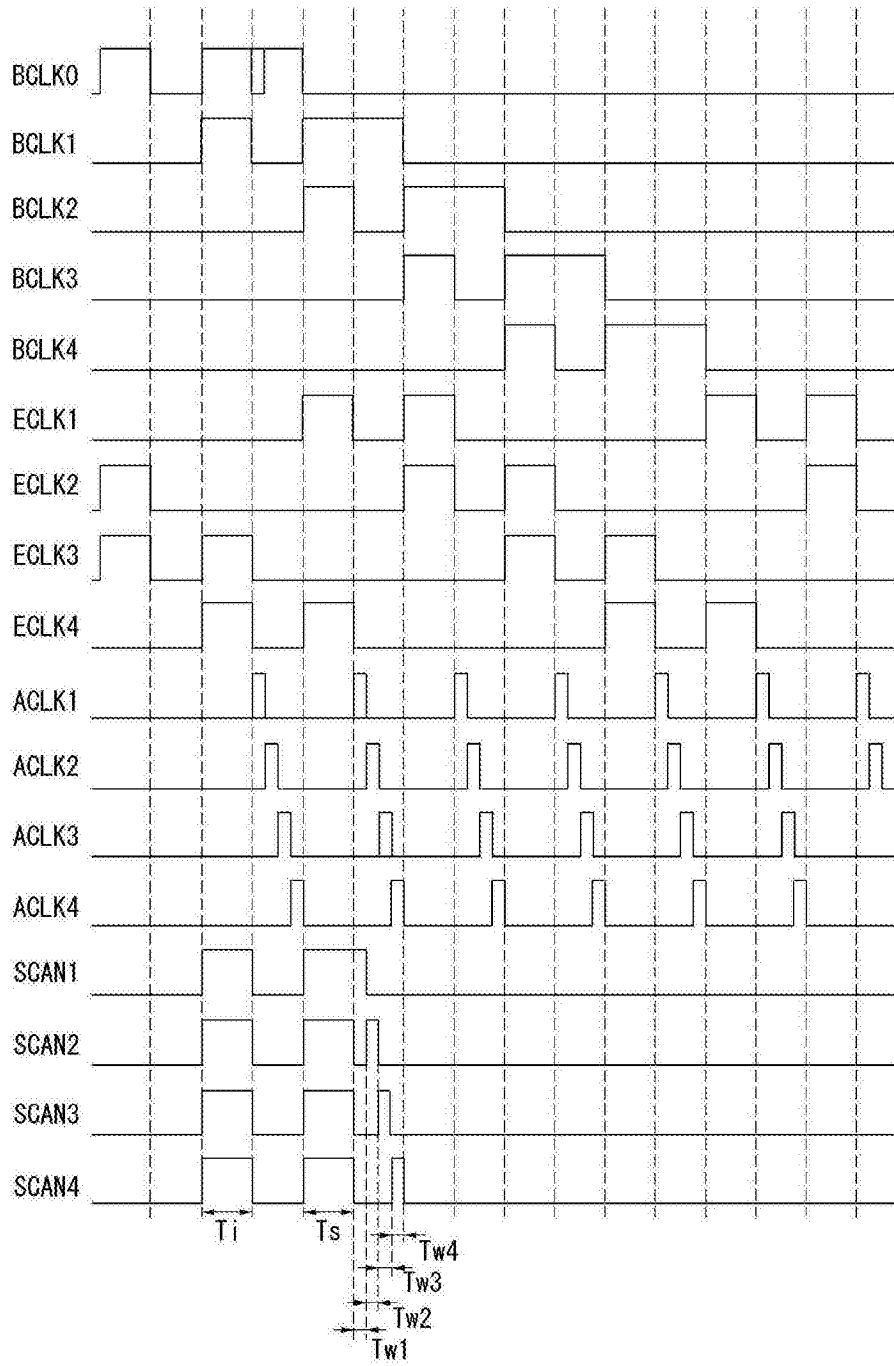 BCLK0
BCLK1
BCLK2
BCLK3
BCLK4
ECLK1
ECLK2
ECLK3
ECLK4
ACLK1
ACLK2
ACLK3
ACLK4
SCAN1
SCAN2
SCAN3
SCAN4
Ti Ts
Tw4
Tw3
Tw2
Tw1